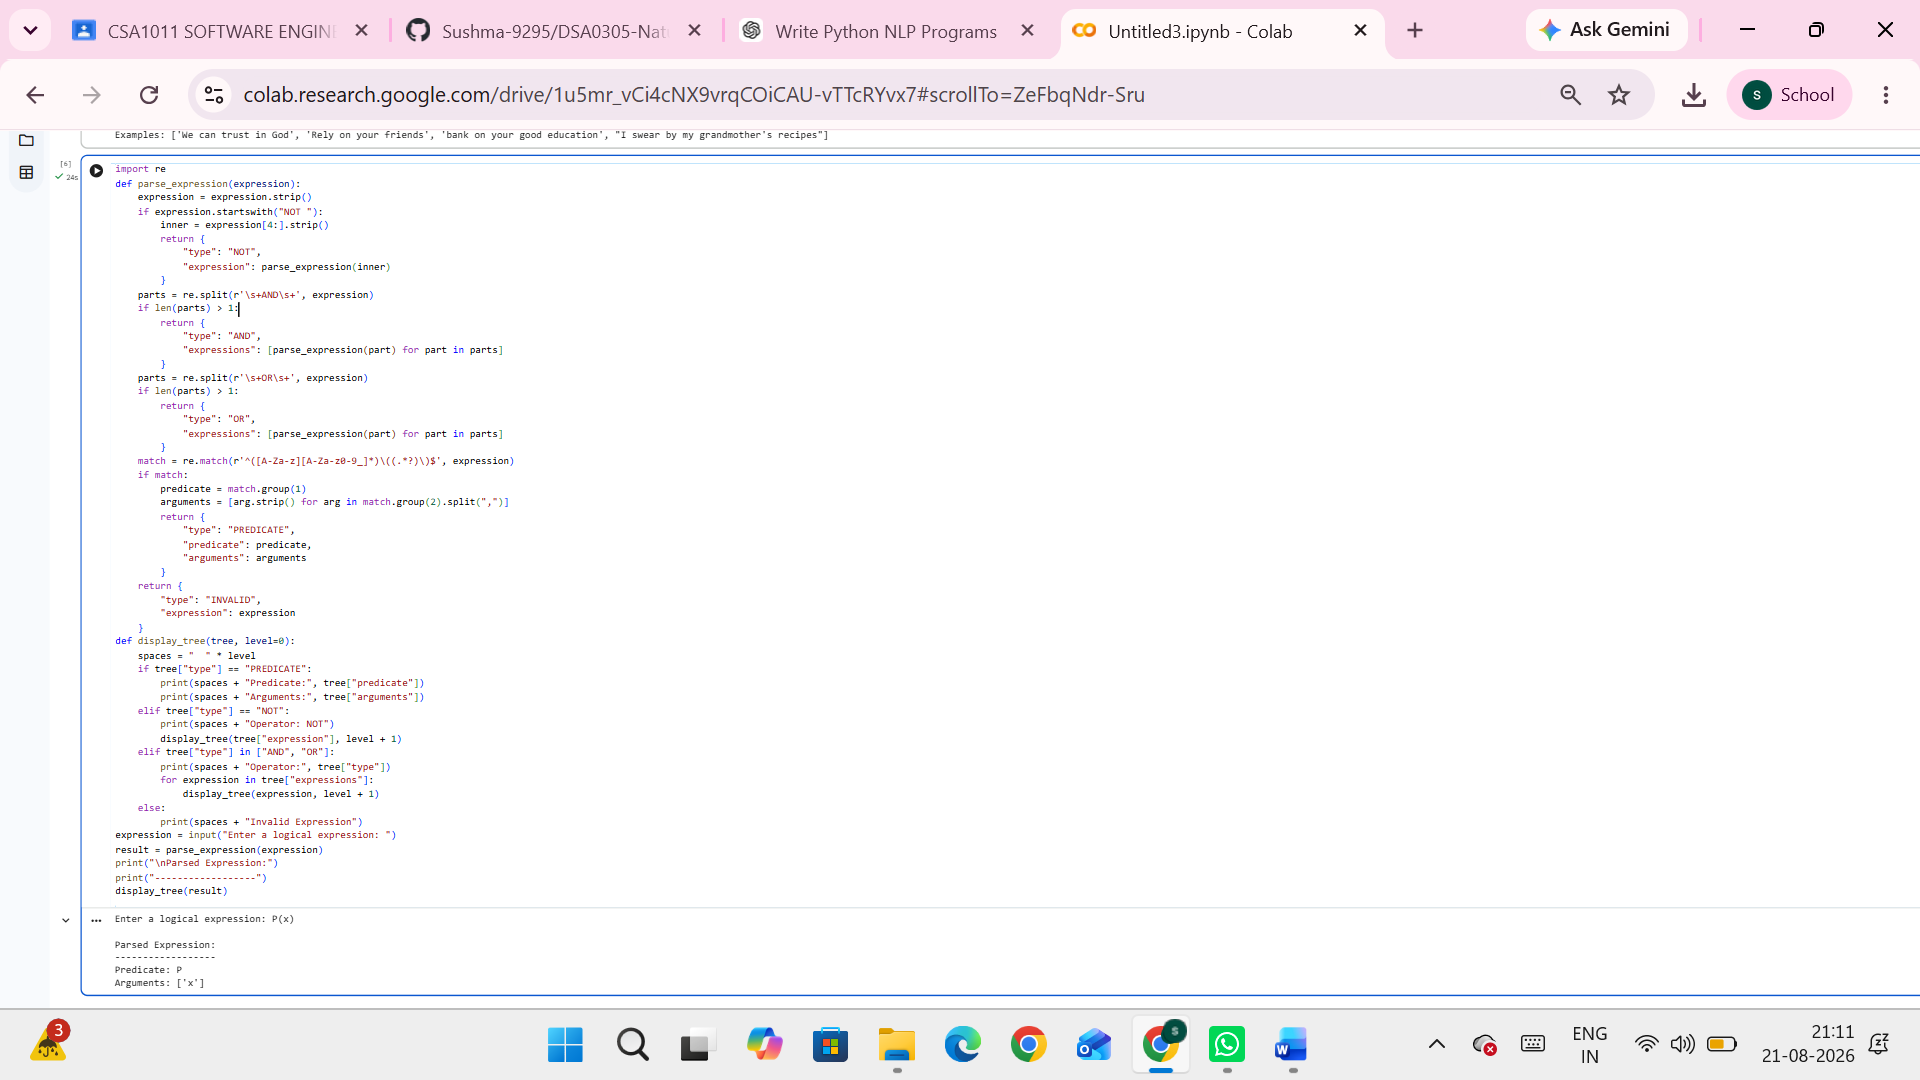 CSA1011 SOFTWARE ENGINE
Sushma-9295/DSA0305-Natu
Write Python NLP Programs
Untitled3.ipynb - Colab
Ask Gemini
colab.research.google.com/drive/1u5mr_vCi4cNX9vrqCOiCAU-vTTcRYvx7#scrollTo=ZeFbqNdr-Sru
S School
Examples: ['We can trust in God', 'Rely on your friends', 'bank on your good education', "I swear by my grandmother's recipes"]
[6]
24s
import re
def parse_expression(expression):
    expression = expression.strip()
    if expression.startswith("NOT "):
        inner = expression[4:].strip()
        return {
            "type": "NOT",
            "expression": parse_expression(inner)
        }
    parts = re.split(r'\s+AND\s+', expression)
    if len(parts) > 1:
        return {
            "type": "AND",
            "expressions": [parse_expression(part) for part in parts]
        }
    parts = re.split(r'\s+OR\s+', expression)
    if len(parts) > 1:
        return {
            "type": "OR",
            "expressions": [parse_expression(part) for part in parts]
        }
    match = re.match(r'^([A-Za-z][A-Za-z0-9_]*)\((.*?)\)$', expression)
    if match:
        predicate = match.group(1)
        arguments = [arg.strip() for arg in match.group(2).split(",")]
        return {
            "type": "PREDICATE",
            "predicate": predicate,
            "arguments": arguments
        }
    return {
        "type": "INVALID",
        "expression": expression
    }
def display_tree(tree, level=0):
    spaces = "  " * level
    if tree["type"] == "PREDICATE":
        print(spaces + "Predicate:", tree["predicate"])
        print(spaces + "Arguments:", tree["arguments"])
    elif tree["type"] == "NOT":
        print(spaces + "Operator: NOT")
        display_tree(tree["expression"], level + 1)
    elif tree["type"] in ["AND", "OR"]:
        print(spaces + "Operator:", tree["type"])
        for expression in tree["expressions"]:
            display_tree(expression, level + 1)
    else:
        print(spaces + "Invalid Expression")
expression = input("Enter a logical expression: ")
result = parse_expression(expression)
print("\nParsed Expression:")
print("------------------")
display_tree(result)
Enter a logical expression: P(x)
Parsed Expression:
------------------
Predicate: P
Arguments: ['x']
3
S
W
ENG
IN
21:11
21-08-2026